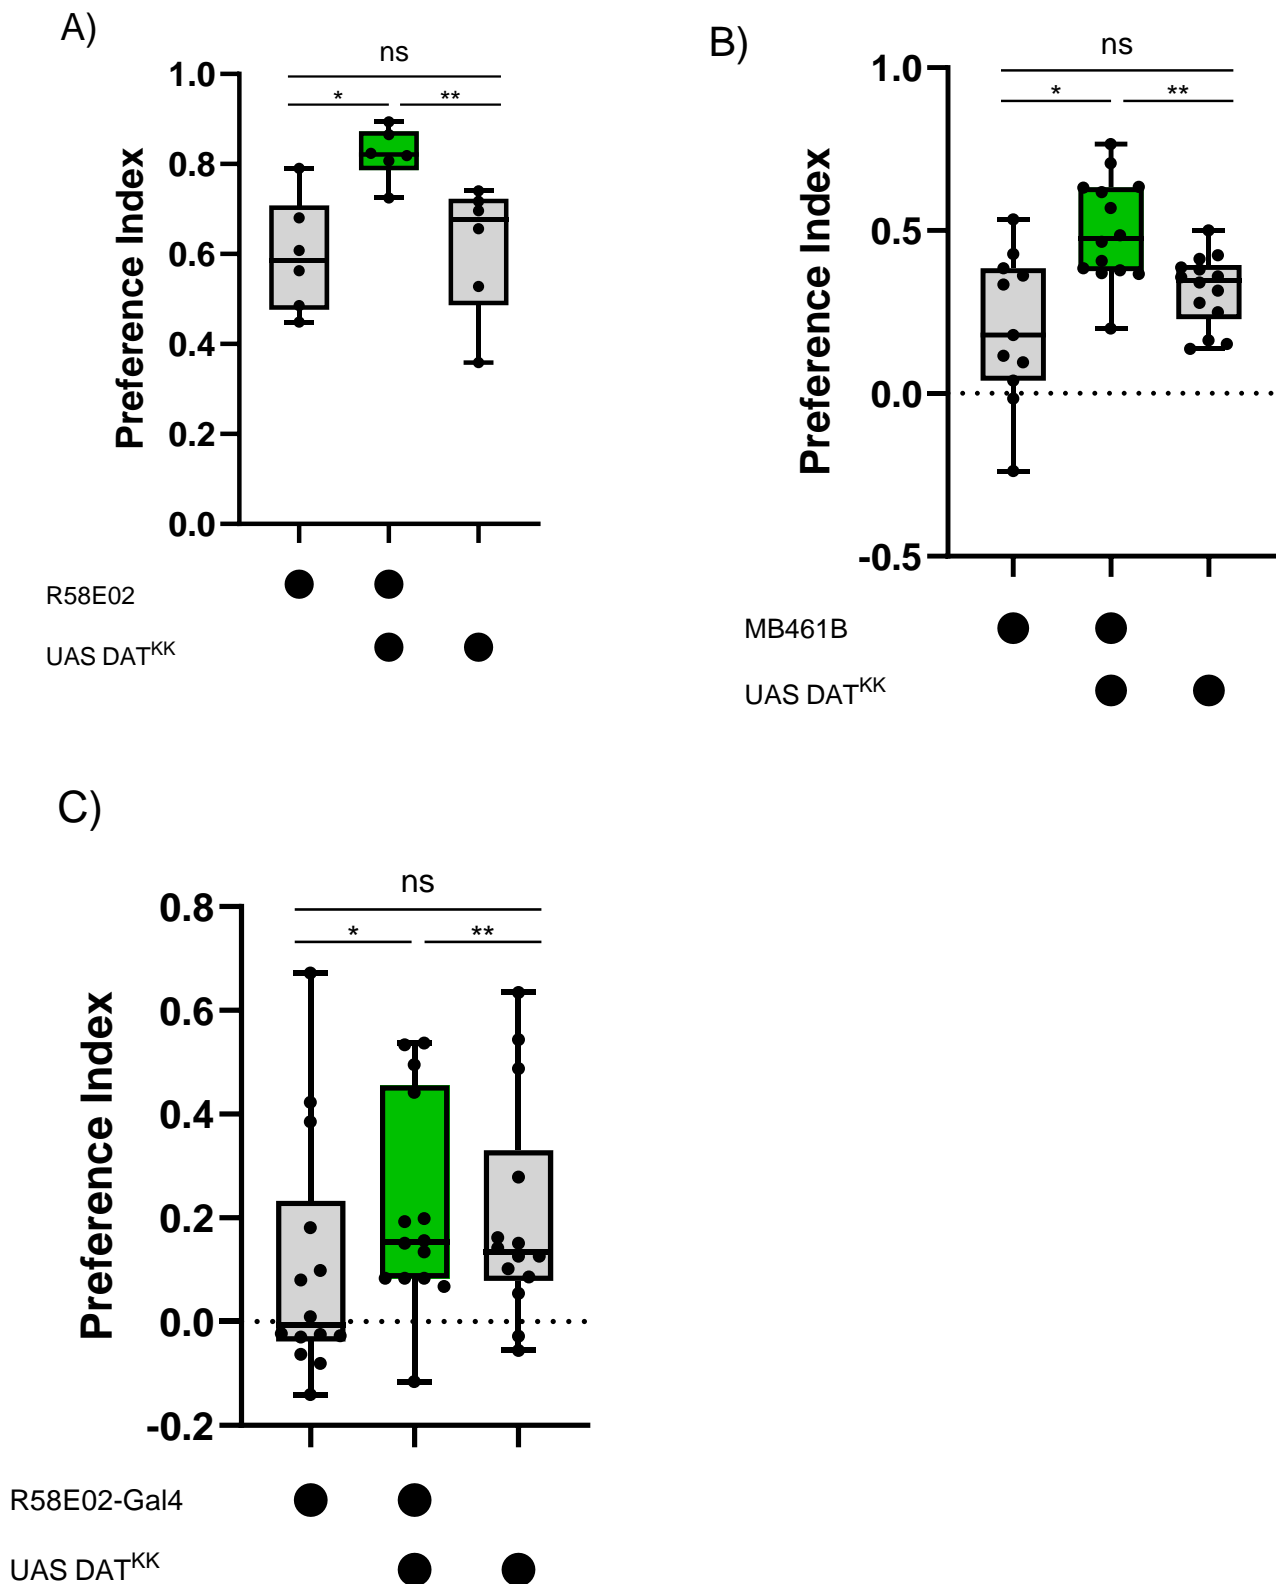 A)
ns
* **
1.0
0.8
0.6
0.4
0.2
0.0
Preference Index
R58E02
UAS DATKK
B)
ns
* **
1.0
0.5
0.0
-0.5
Preference Index
MB461B
UAS DATKK
C)
ns
* **
0.8
0.6
0.4
0.2
0.0
-0.2
Preference Index
R58E02-Gal4
UAS DATKK